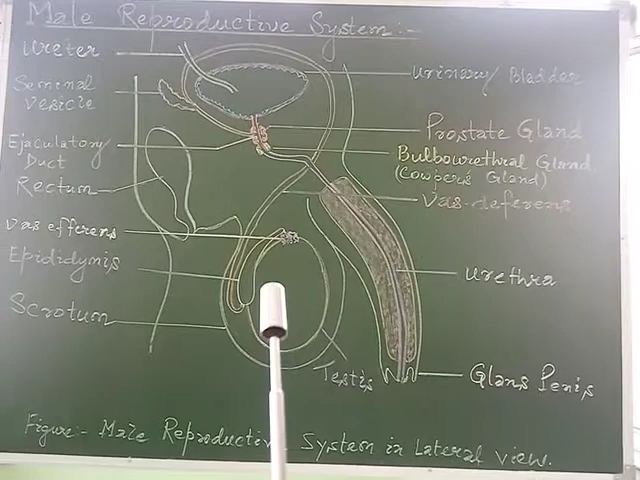 Male Reproductive System:-
Ureter
Seminal
vesicle
Ejaculatory
Duct
Rectum
Vas efferens
Epididymis
Scrotum
Urinary Bladder
Prostate Gland
Bulbourethral Gland
(Cowper's Gland)
Vas-deferens
Urethra
Glans Penis
Testis
Figure:- Male Reproductive System in Lateral view.